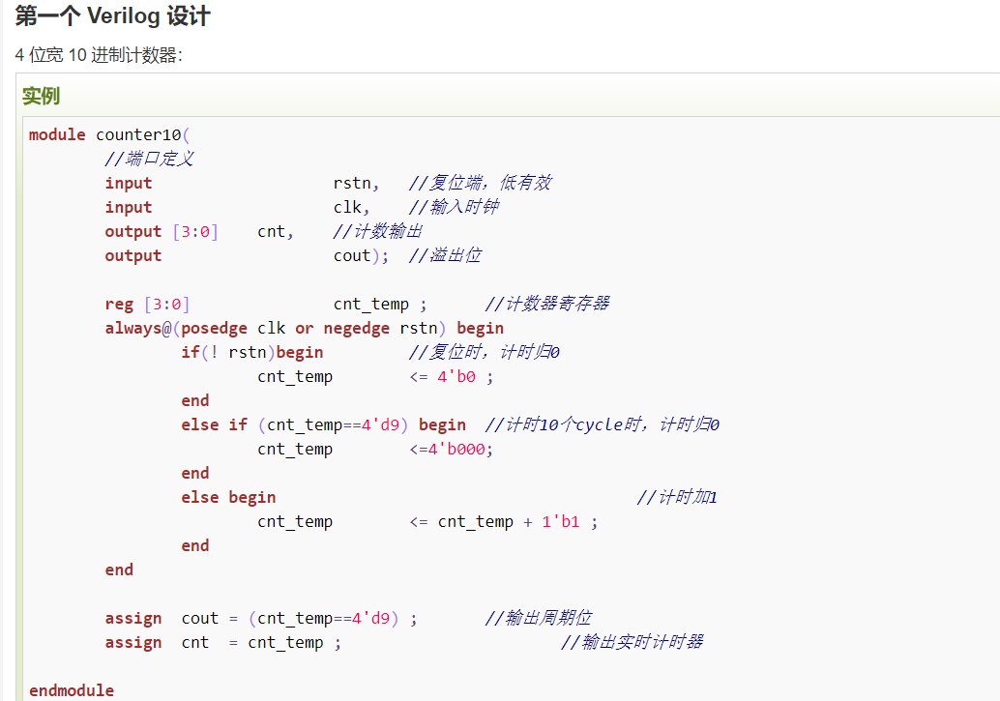 第一个 Verilog 设计
4 位宽 10 进制计数器：
实例
module counter10(
        //端口定义
        input                   rstn,   //复位端，低有效
        input                   clk,    //输入时钟
        output [3:0]    cnt,    //计数输出
        output                  cout);  //溢出位

        reg [3:0]               cnt_temp ;      //计数器寄存器
        always@(posedge clk or negedge rstn) begin
                if(! rstn)begin         //复位时，计时归0
                        cnt_temp        <= 4'b0 ;
                end
                else if (cnt_temp==4'd9) begin  //计时10个cycle时，计时归0
                        cnt_temp        <=4'b000;
                end
                else begin                                      //计时加1
                        cnt_temp        <= cnt_temp + 1'b1 ;
                end
        end

        assign  cout = (cnt_temp==4'd9) ;       //输出周期位
        assign  cnt  = cnt_temp ;                       //输出实时计时器

endmodule